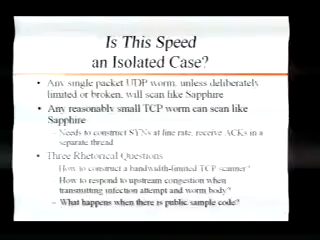 Is This Speed
an Isolated Case?
• Any single packet UDP worm, unless deliberately
limited or broken, will scan like Sapphire
• Any reasonably small TCP worm can scan like
Sapphire
– Needs to construct SYNs at line rate, receive ACKs in a
separate thread
• Three Rhetorical Questions
How to construct a bandwidth-limited TCP scanner?
How to respond to upstream congestion when
transmitting infection attempt and worm body?
– What happens when there is public sample code?